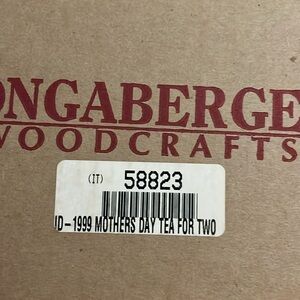 ONGABERGE
WOODCRAFTS
(IT) 58823
ID-1999 MOTHERS DAY TEA FOR TWO